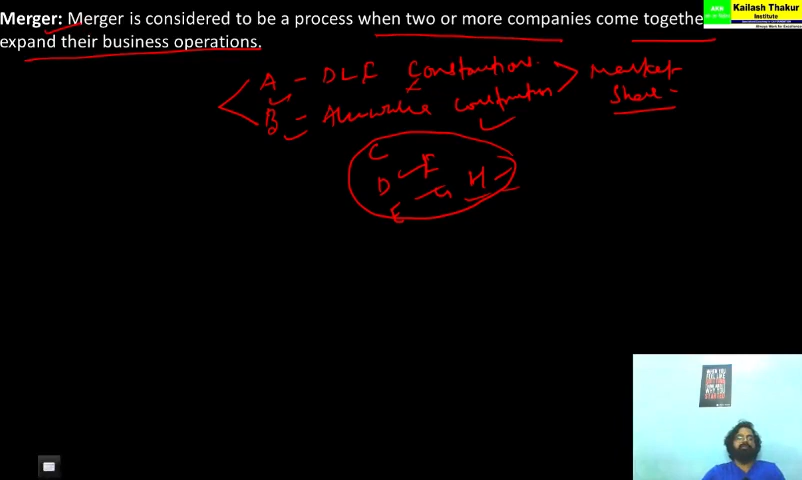 Merger: Merger is considered to be a process when two or more companies come togethe
expand their business operations.
Kailash Thakur
Institute
A - DLF Constructions.
B - Construction
Market
Share -
C
D F
E G H